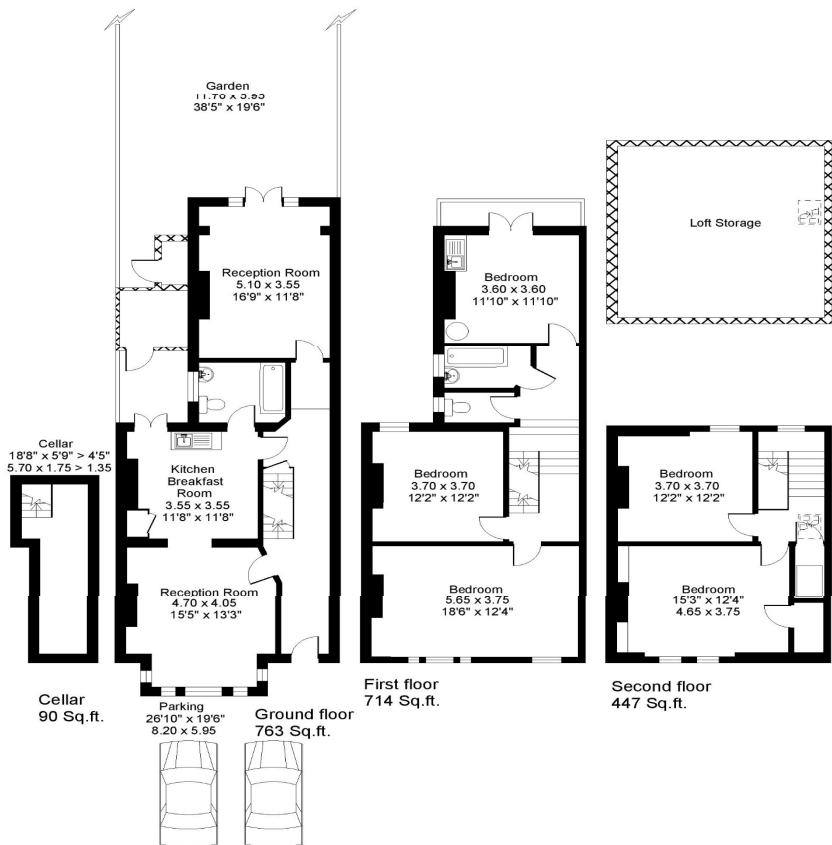 Garden
11.70 x 5.95
38'5" x 19'6"
Reception Room
5.10 x 3.55
16'9" x 11'8"
Kitchen
Breakfast
Room
3.55 x 3.55
11'8" x 11'8"
Reception Room
4.70 x 4.05
15'5" x 13'3"
Cellar
18'8" x 5'9" > 4'5"
5.70 x 1.75 > 1.35
Cellar
90 Sq.ft.
Parking
26'10" x 19'6"
8.20 x 5.95
Ground floor
763 Sq.ft.
Bedroom
3.60 x 3.60
11'10" x 11'10"
Bedroom
3.70 x 3.70
12'2" x 12'2"
Bedroom
5.65 x 3.75
18'6" x 12'4"
First floor
714 Sq.ft.
Loft Storage
Bedroom
3.70 x 3.70
12'2" x 12'2"
Bedroom
15'3" x 12'4"
4.65 x 3.75
Second floor
447 Sq.ft.